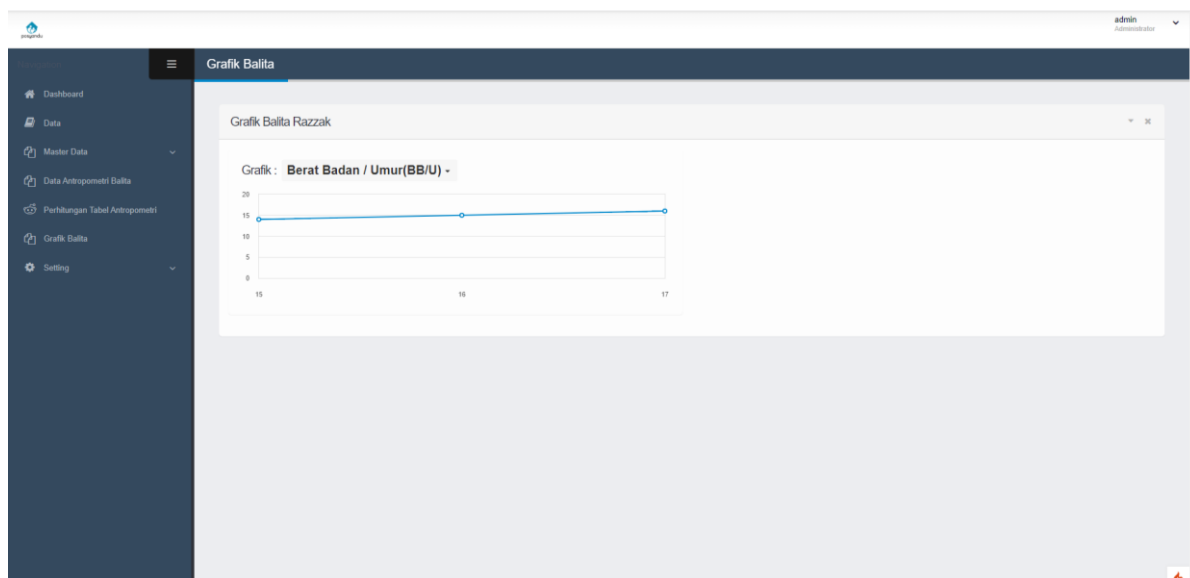 posyandu
admin
Administrator
Grafik Balita
Dashboard
Data
Master Data
Data Antropometri Balita
Perhitungan Tabel Antropometri
Grafik Balita
Setting
Grafik Balita Razzak
Grafik : Berat Badan / Umur(BB/U)
20
15
10
5
0
15 16 17